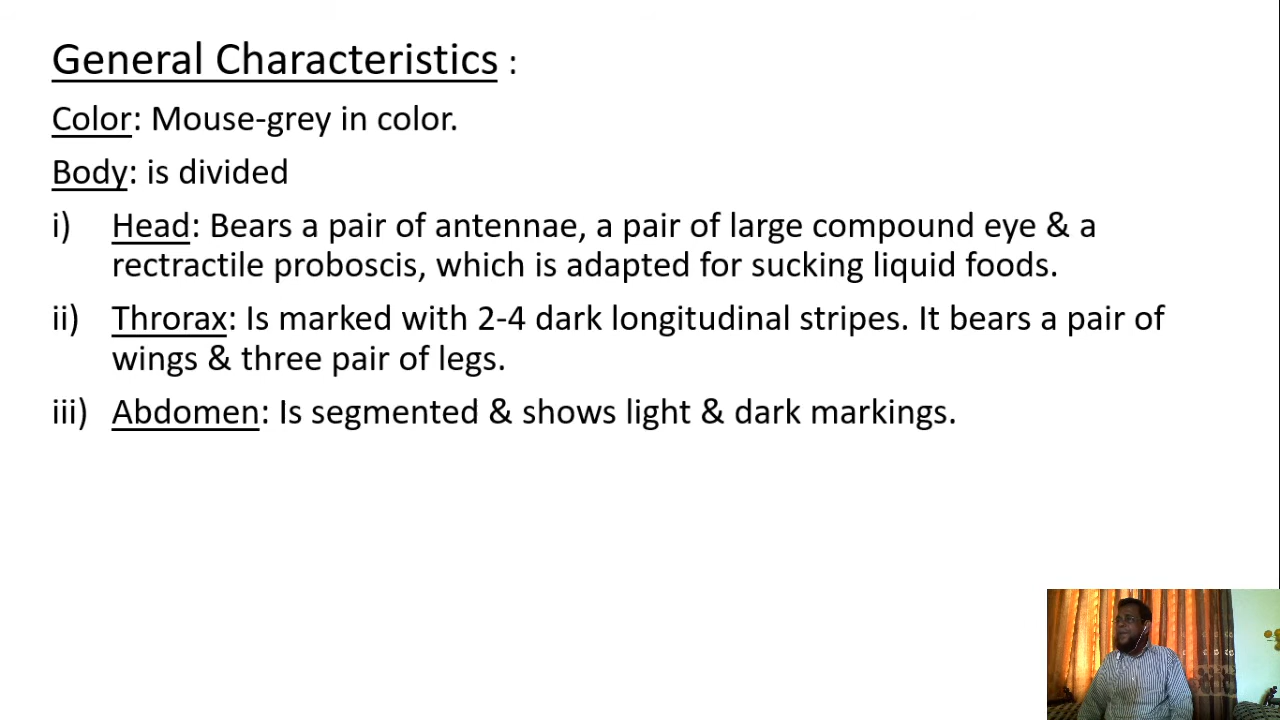 General Characteristics :
Color: Mouse-grey in color.
Body: is divided
i) Head: Bears a pair of antennae, a pair of large compound eye & a
rectractile proboscis, which is adapted for sucking liquid foods.
ii) Throrax: Is marked with 2-4 dark longitudinal stripes. It bears a pair of
wings & three pair of legs.
iii) Abdomen: Is segmented & shows light & dark markings.